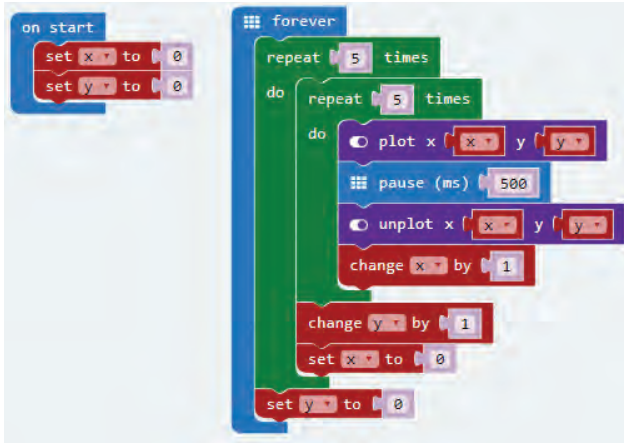 on start
set x to 0
set y to 0
forever
repeat 5 times
do
repeat 5 times
do
plot x x y y
pause (ms) 500
unplot x x y y
change x by 1
change y by 1
set x to 0
set y to 0